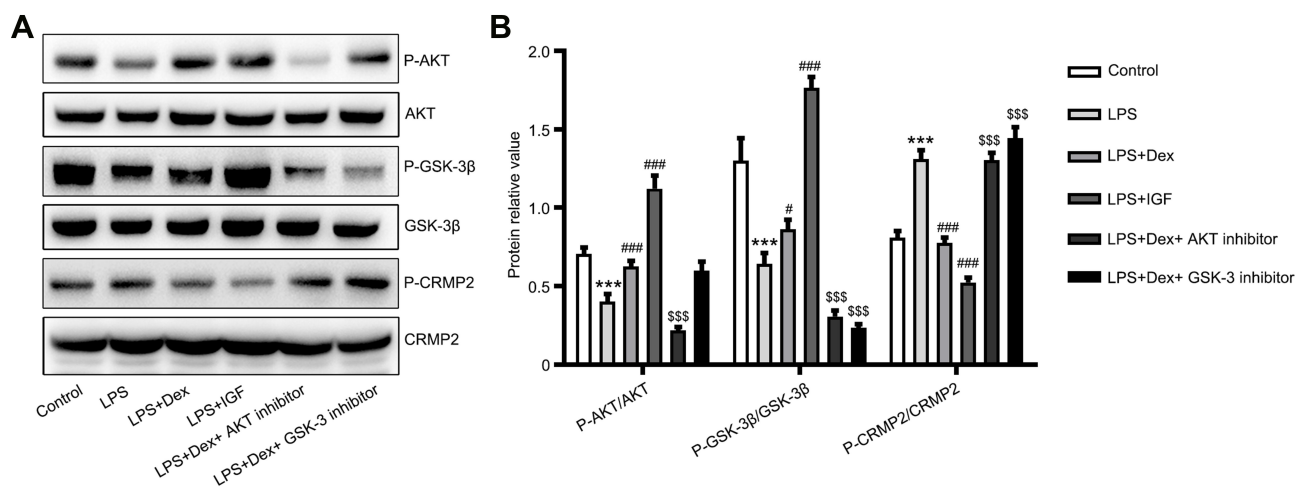 A
P-AKT
AKT
P-GSK-3β
GSK-3β
P-CRMP2
CRMP2
Control
LPS
LPS+Dex
LPS+IGF
LPS+Dex+ AKT inhibitor
LPS+Dex+ GSK-3 inhibitor
B
Protein relative value
2.0
1.5
1.0
0.5
0
***
###
###
$$$
***
#
###
$$$
$$$
***
###
###
$$$
$$$
P-AKT/AKT
P-GSK-3β/GSK-3β
P-CRMP2/CRMP2
Control
LPS
LPS+Dex
LPS+IGF
LPS+Dex+ AKT inhibitor
LPS+Dex+ GSK-3 inhibitor